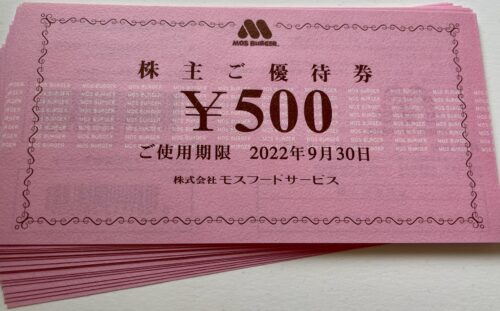 MOS BURGER
株主ご優待券
¥500
ご使用期限 2022年9月30日
株式会社 モスフードサービス